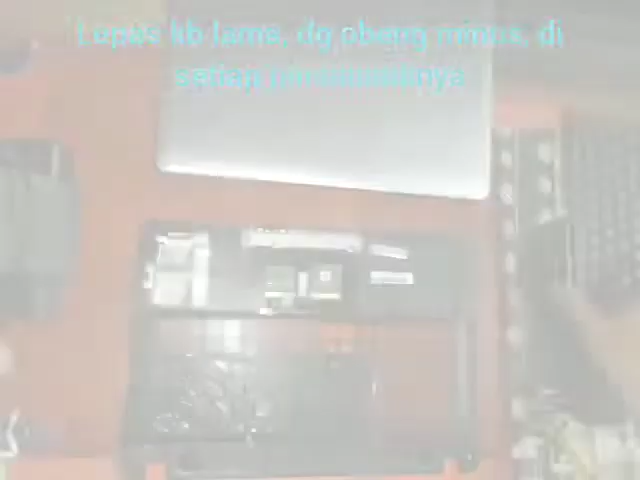 Lepas kb lama, dg obeng minus, di
setiap